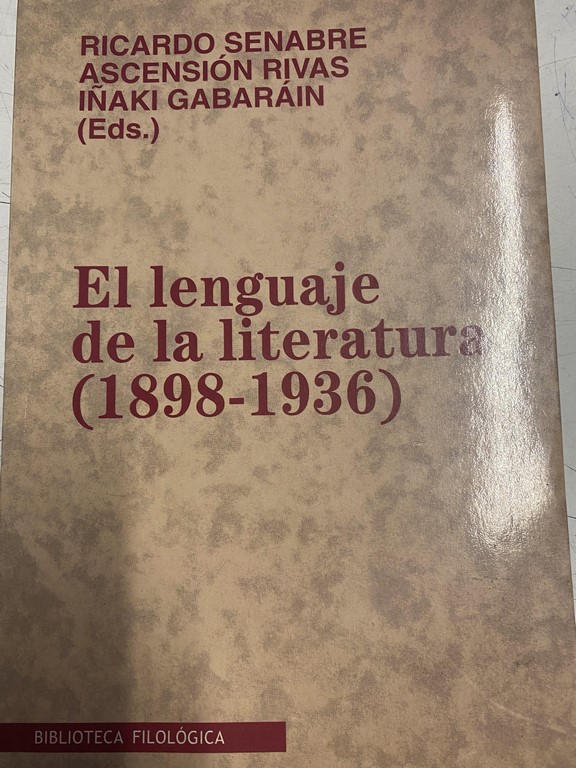 RICARDO SENABRE
ASCENSIÓN RIVAS
IÑAKI GABARÁIN
(Eds.)
El lenguaje
de la literatura
(1898-1936)
BIBLIOTECA FILOLÓGICA